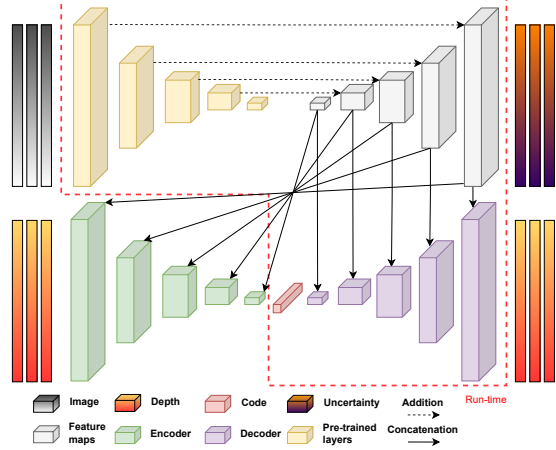 Run-time
Image
Depth
Code
Uncertainty
Addition
Feature
maps
Encoder
Decoder
Pre-trained
layers
Concatenation